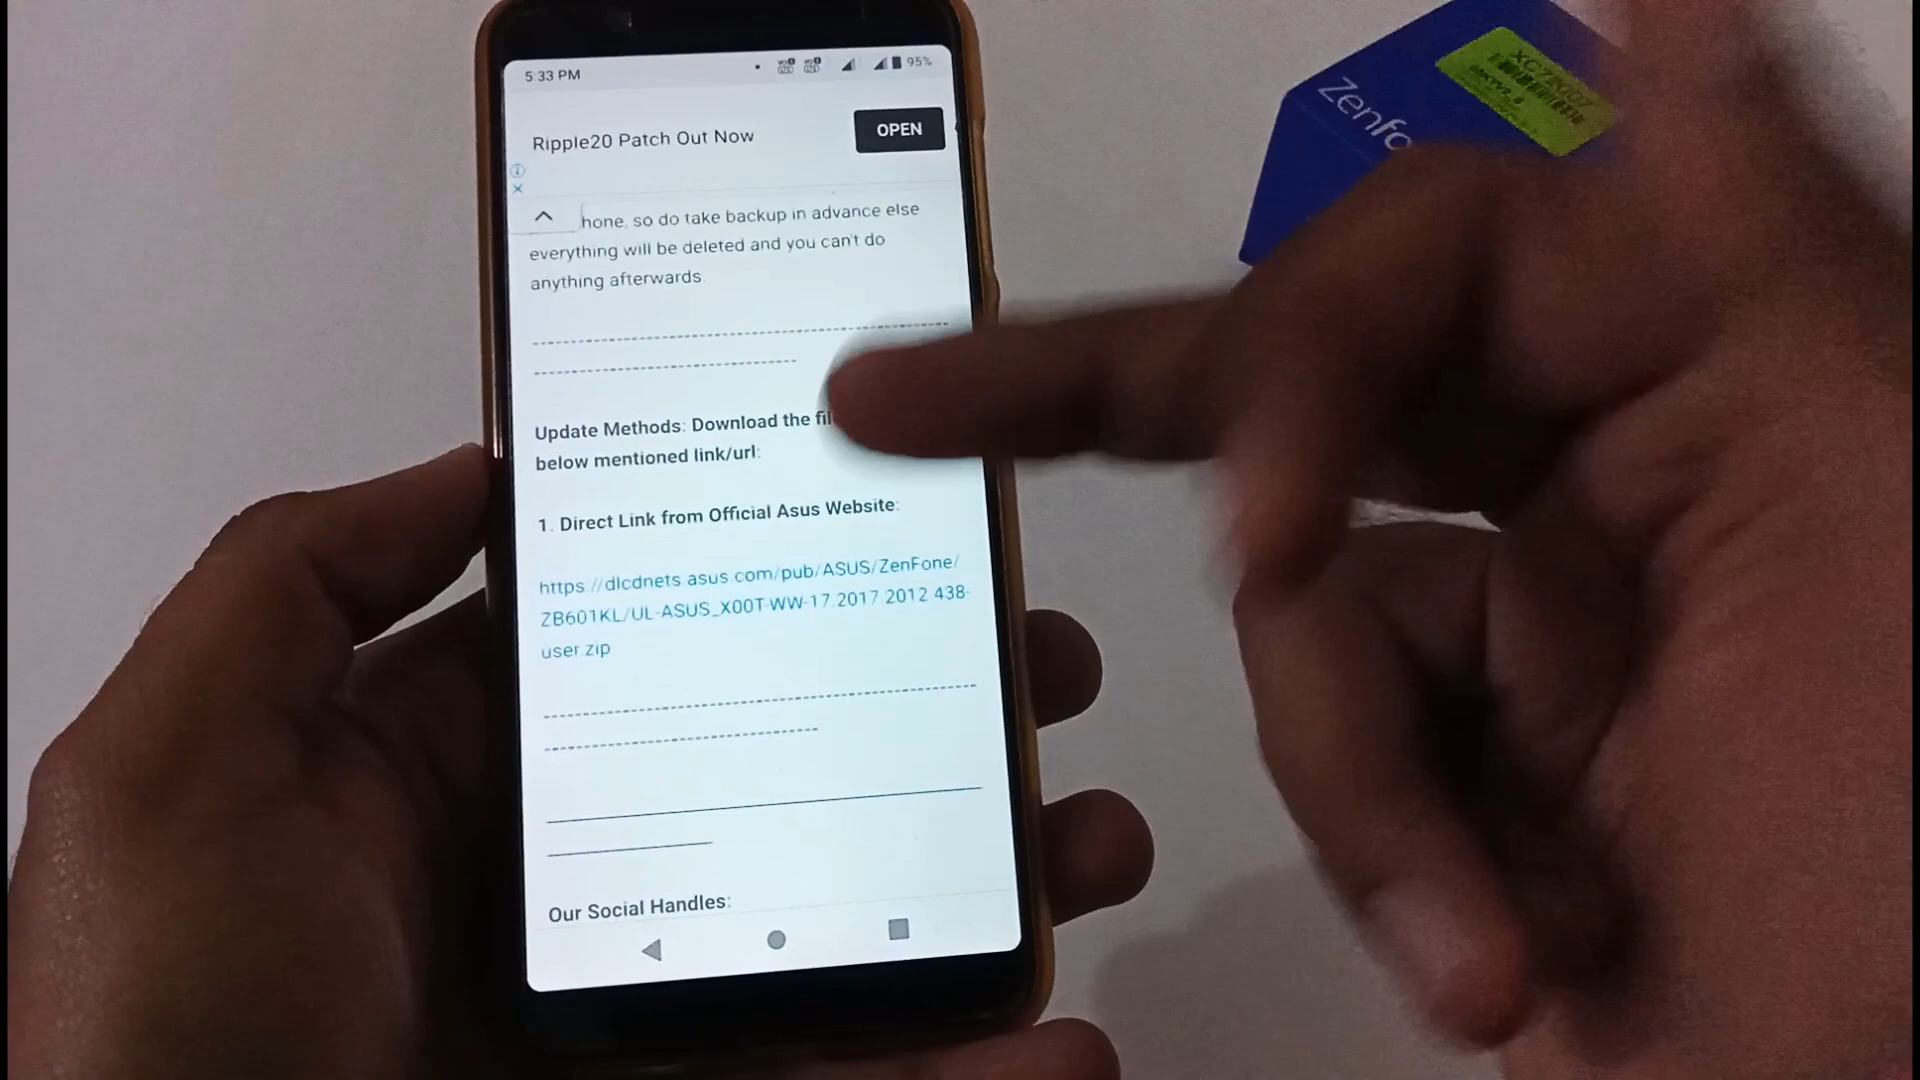 5:33 PM
95%
Ripple20 Patch Out Now
OPEN
hone, so do take backup in advance else
everything will be deleted and you can't do
anything afterwards.
Update Methods: Download the fil
below mentioned link/url:
1. Direct Link from Official Asus Website:
https://dlcdnets.asus.com/pub/ASUS/ZenFone/
ZB601KL/UL-ASUS_X00T-WW-17.2017.2012.438-
user.zip
Our Social Handles:
Zenfo